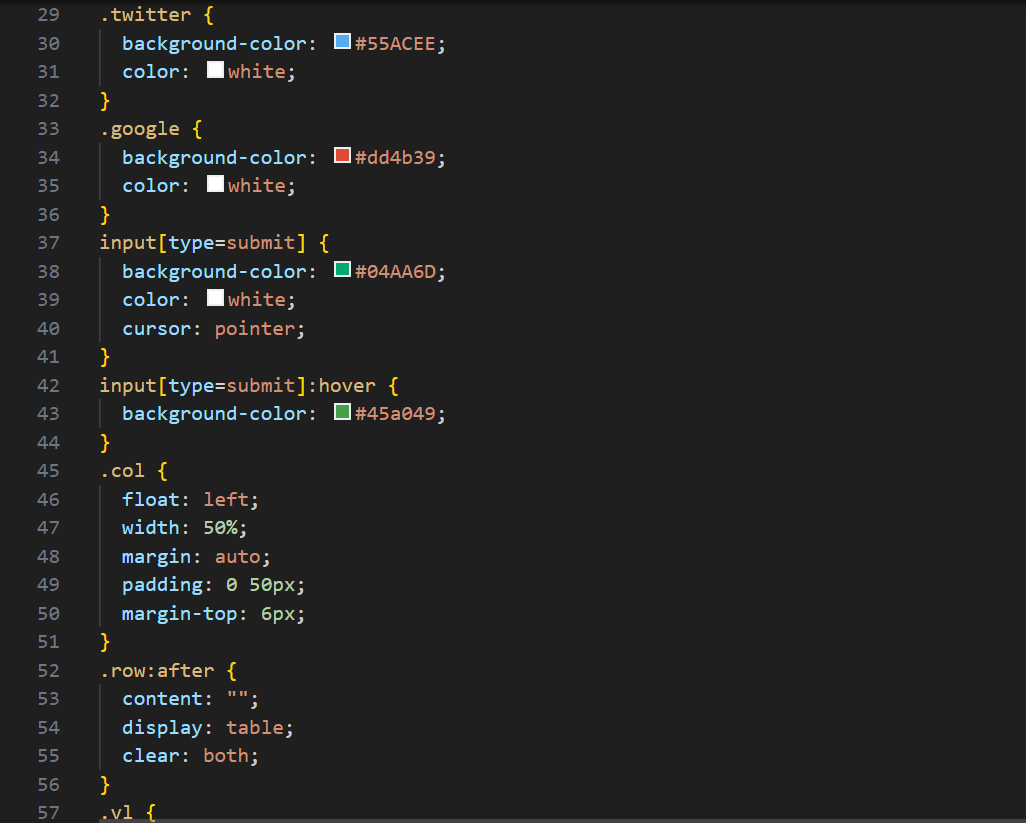 29 .twitter {
30   background-color: #55ACEE;
31   color: white;
32 }
33 .google {
34   background-color: #dd4b39;
35   color: white;
36 }
37 input[type=submit] {
38   background-color: #04AA6D;
39   color: white;
40   cursor: pointer;
41 }
42 input[type=submit]:hover {
43   background-color: #45a049;
44 }
45 .col {
46   float: left;
47   width: 50%;
48   margin: auto;
49   padding: 0 50px;
50   margin-top: 6px;
51 }
52 .row:after {
53   content: "";
54   display: table;
55   clear: both;
56 }
57 .vl {